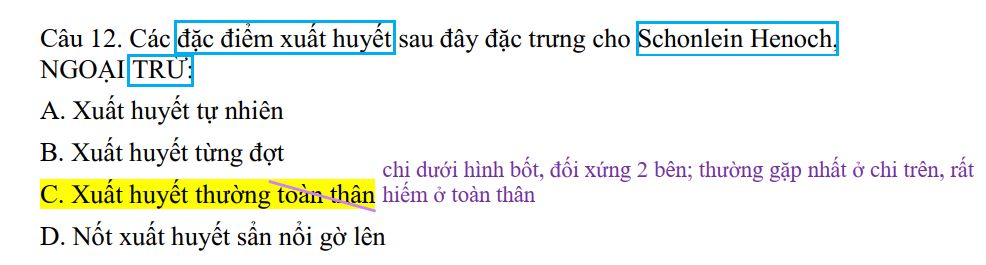 Câu 12. Các đặc điểm xuất huyết sau đây đặc trưng cho Schonlein Henoch,
NGOẠI TRỪ:
A. Xuất huyết tự nhiên
B. Xuất huyết từng đợt
C. Xuất huyết thường toàn thân
chi dưới hình bốt, đối xứng 2 bên; thường gặp nhất ở chi trên, rất
hiếm ở toàn thân
D. Nốt xuất huyết sẩn nổi gờ lên